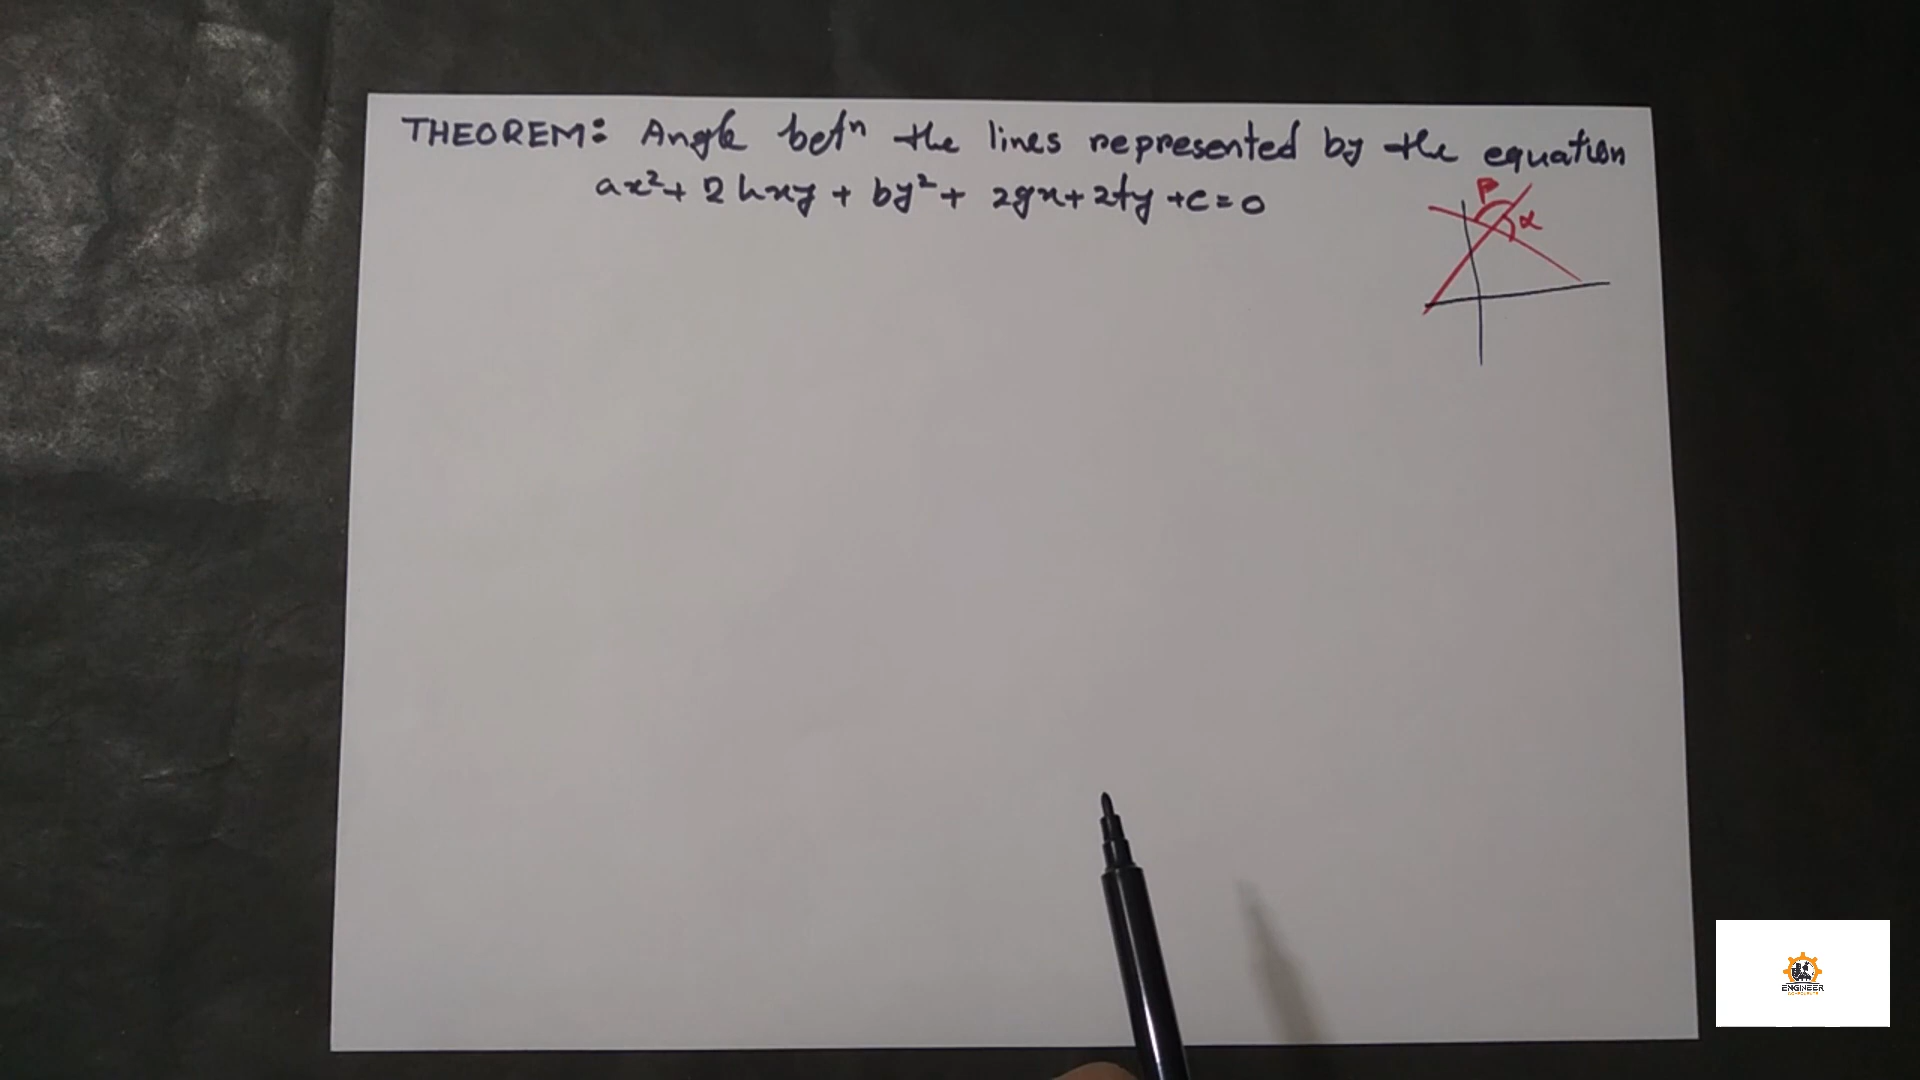 THEOREM: Angle betⁿ the lines represented by the equation
ax² + 2hxy + by² + 2gx + 2fy + c = 0
β
α
ENGINEER